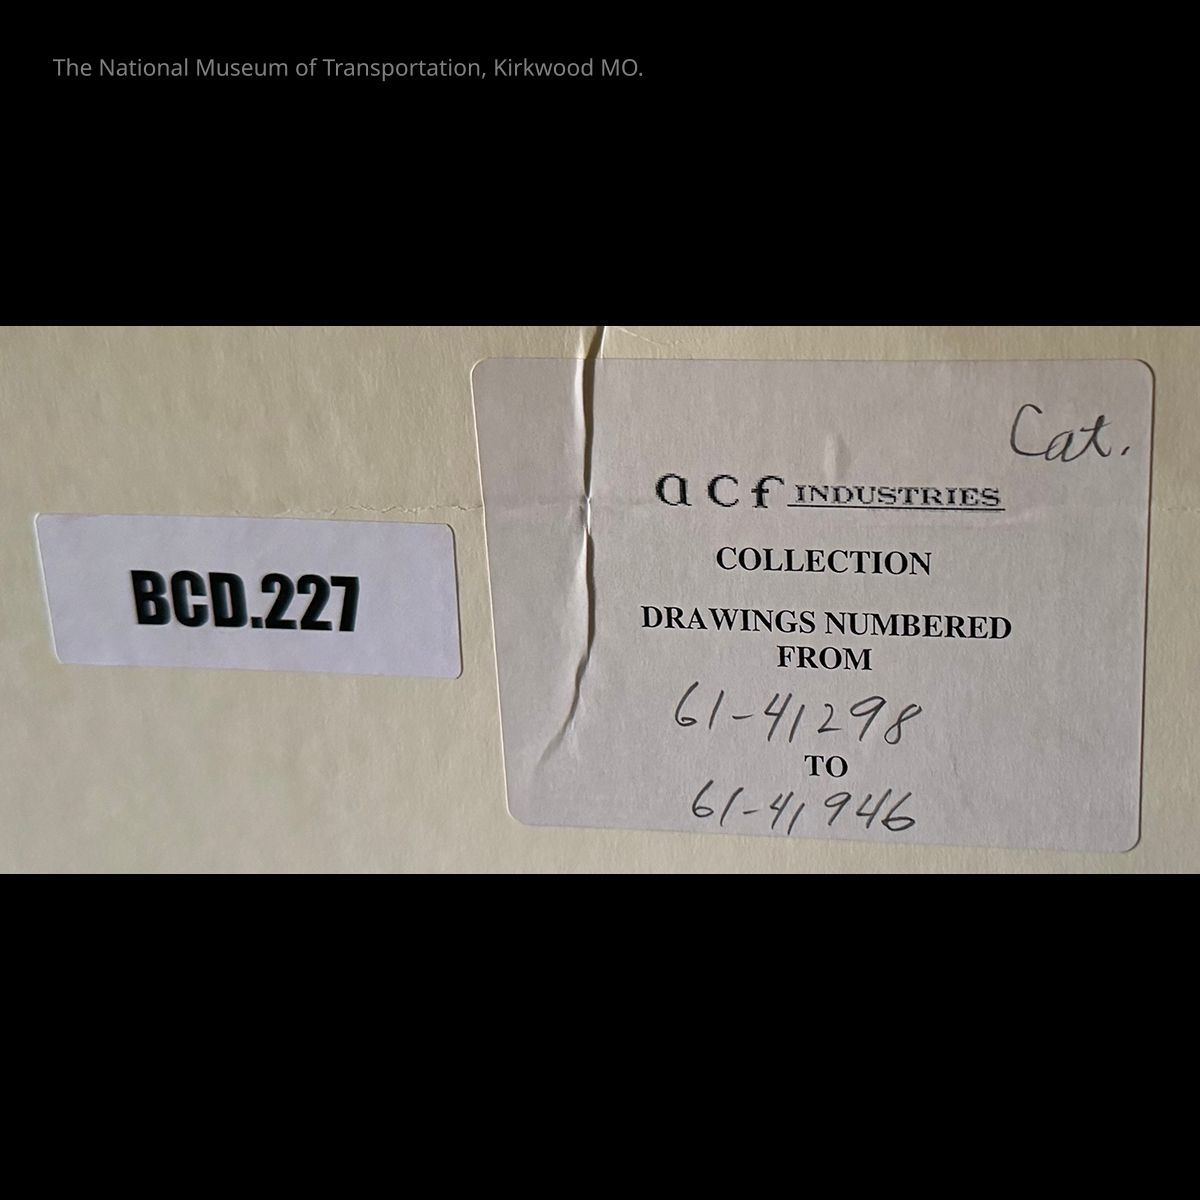 The National Museum of Transportation, Kirkwood MO.
Cat.
acf INDUSTRIES
COLLECTION
DRAWINGS NUMBERED
FROM
61-41298
TO
61-41946
BCD.227